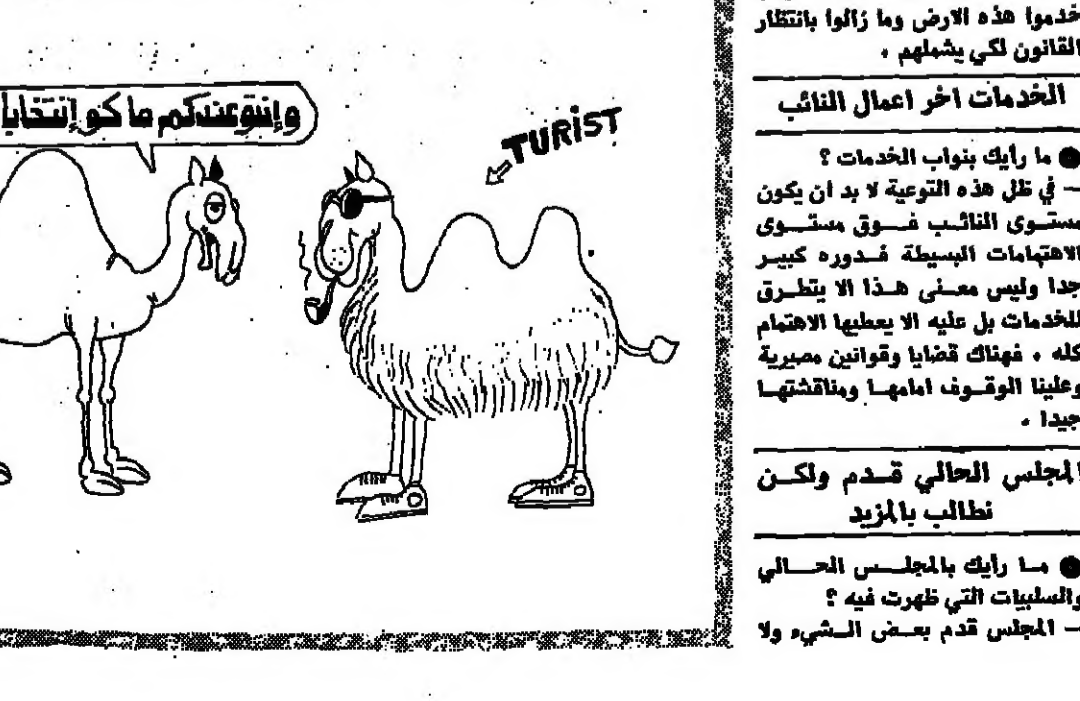 وإنتو عندكم ما كو إنتخابا
TURIST
خدموا هذه الارض وما زالوا بانتظار
القانون لكي يشملهم .
الخدمات اخر اعمال النائب
● ما رأيك بنواب الخدمات ؟
— في ظل هذه التوعية لا بد ان يكون
مستوى النائب فوق مستوى
الاهتمامات البسيطة فدوره كبير
جدا وليس معنى هذا الا يتطرق
للخدمات بل عليه الا يعطيها الاهتمام
كله . فهناك قضايا وقوانين مصيرية
وعلينا الوقوف امامها ومناقشتها
جيدا .
المجلس الحالي قدم ولكن
نطالب بالمزيد
● ما رأيك بالمجلس الحالي
والسلبيات التي ظهرت فيه ؟
— المجلس قدم بعض الشيء ولا